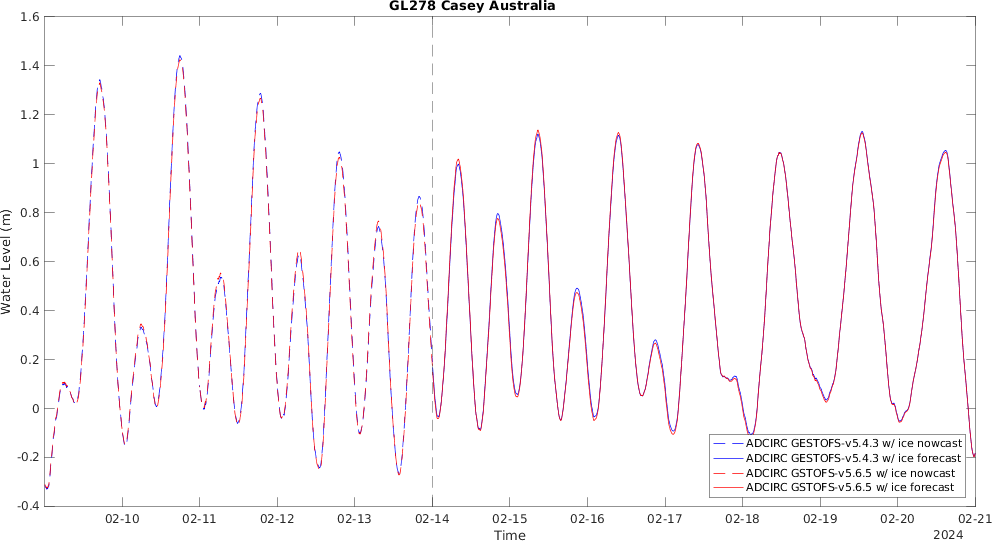 GL278 Casey Australia
Water Level (m)
1.6
1.4
1.2
1
0.8
0.6
0.4
0.2
0
-0.2
-0.4
ADCIRC GESTOFS-v5.4.3 w/ ice nowcast
ADCIRC GESTOFS-v5.4.3 w/ ice forecast
ADCIRC GSTOFS-v5.6.5 w/ ice nowcast
ADCIRC GSTOFS-v5.6.5 w/ ice forecast
02-10 02-11 02-12 02-13 02-14 02-15 02-16 02-17 02-18 02-19 02-20 02-21
Time
2024